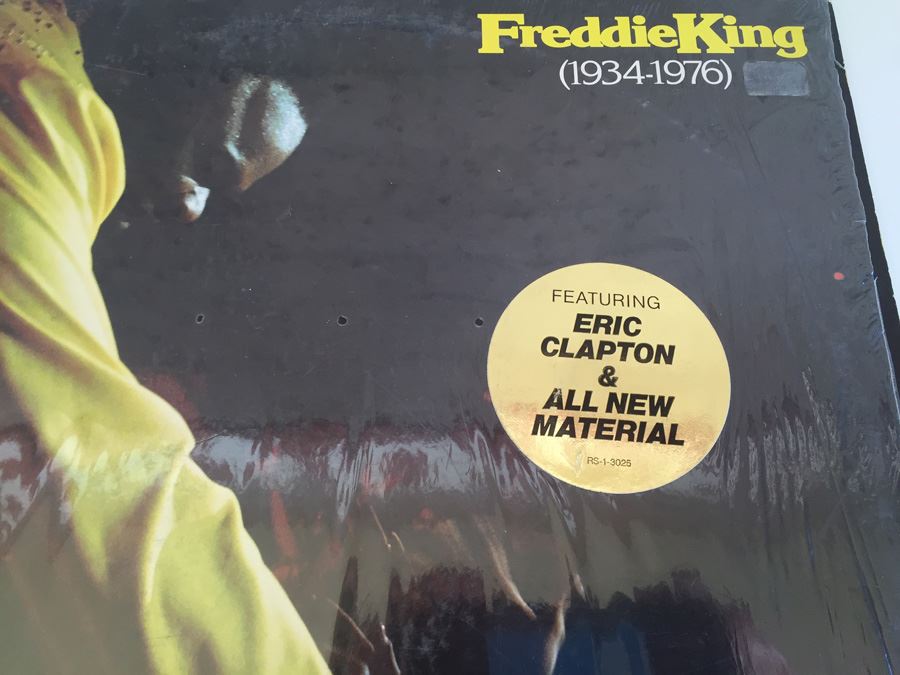 FreddieKing
(1934-1976)
FEATURING
ERIC
CLAPTON
&
ALL NEW
MATERIAL
RS-1-3025